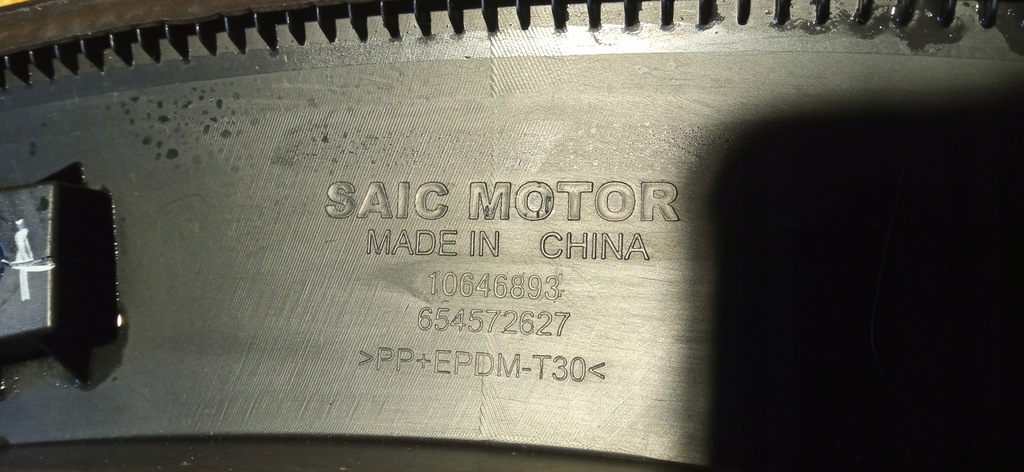 SAIC MOTOR
MADE IN CHINA
10646893
654572627
>PP+EPDM-T30<